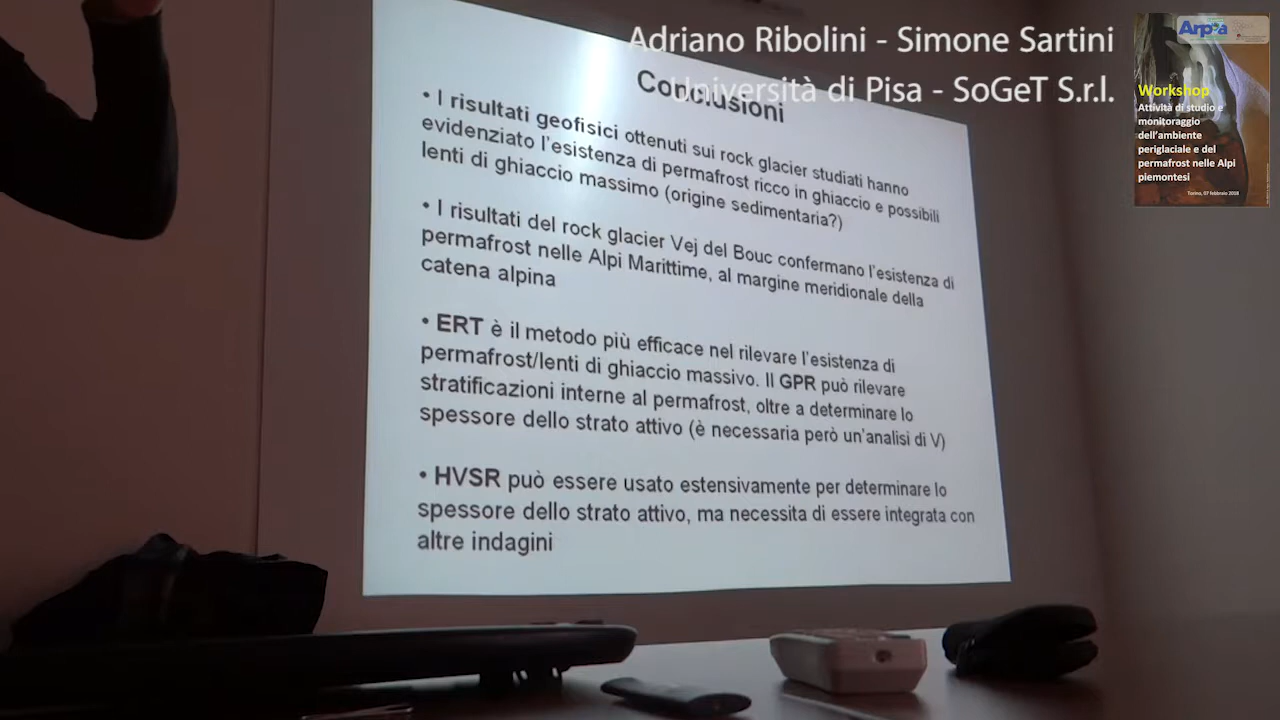 Adriano Ribolini - Simone Sartini
Università di Pisa - SoGeT S.r.l.
Arpa
Workshop
Attività di studio e
monitoraggio
dell'ambiente
periglaciale e del
permafrost nelle Alpi
piemontesi
Torino, 07 febbraio 2018
Conclusioni
• I risultati geofisici ottenuti sui rock glacier studiati hanno
evidenziato l'esistenza di permafrost ricco in ghiaccio e possibili
lenti di ghiaccio massimo (origine sedimentaria?)
• I risultati del rock glacier Vej del Bouc confermano l'esistenza di
permafrost nelle Alpi Marittime, al margine meridionale della
catena alpina
• ERT è il metodo più efficace nel rilevare l'esistenza di
permafrost/lenti di ghiaccio massivo. Il GPR può rilevare
stratificazioni interne al permafrost, oltre a determinare lo
spessore dello strato attivo (è necessaria però un'analisi di V)
• HVSR può essere usato estensivamente per determinare lo
spessore dello strato attivo, ma necessita di essere integrata con
altre indagini